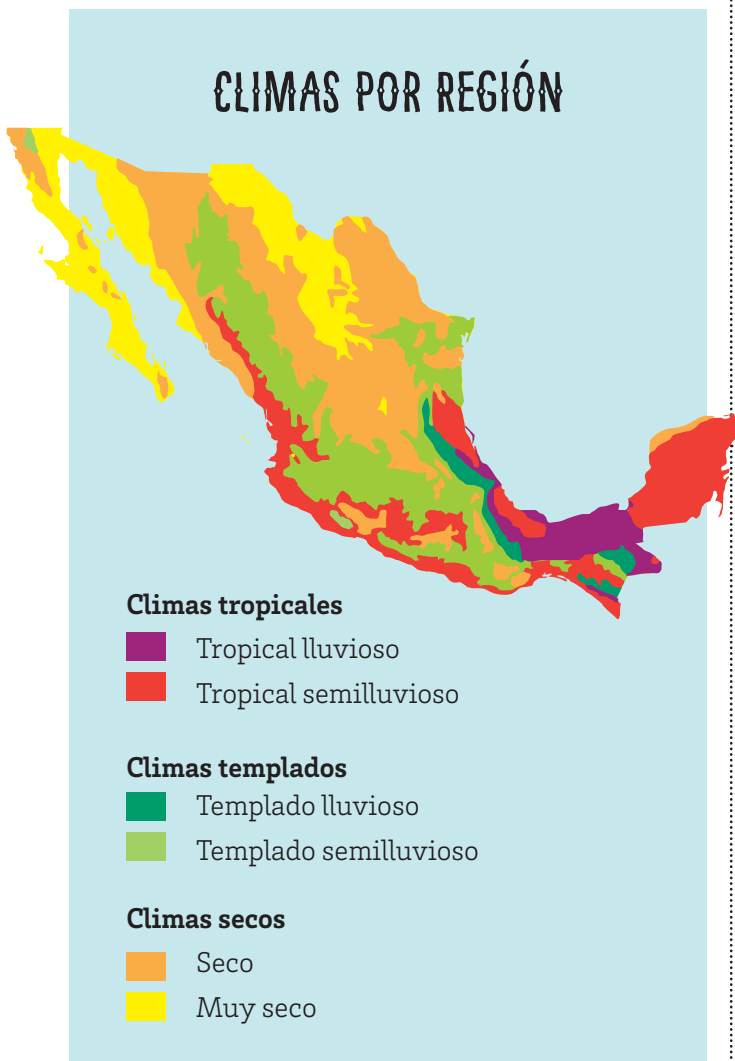 CLIMAS POR REGIÓN
Climas tropicales
Tropical lluvioso
Tropical semilluvioso
Climas templados
Templado lluvioso
Templado semilluvioso
Climas secos
Seco
Muy seco